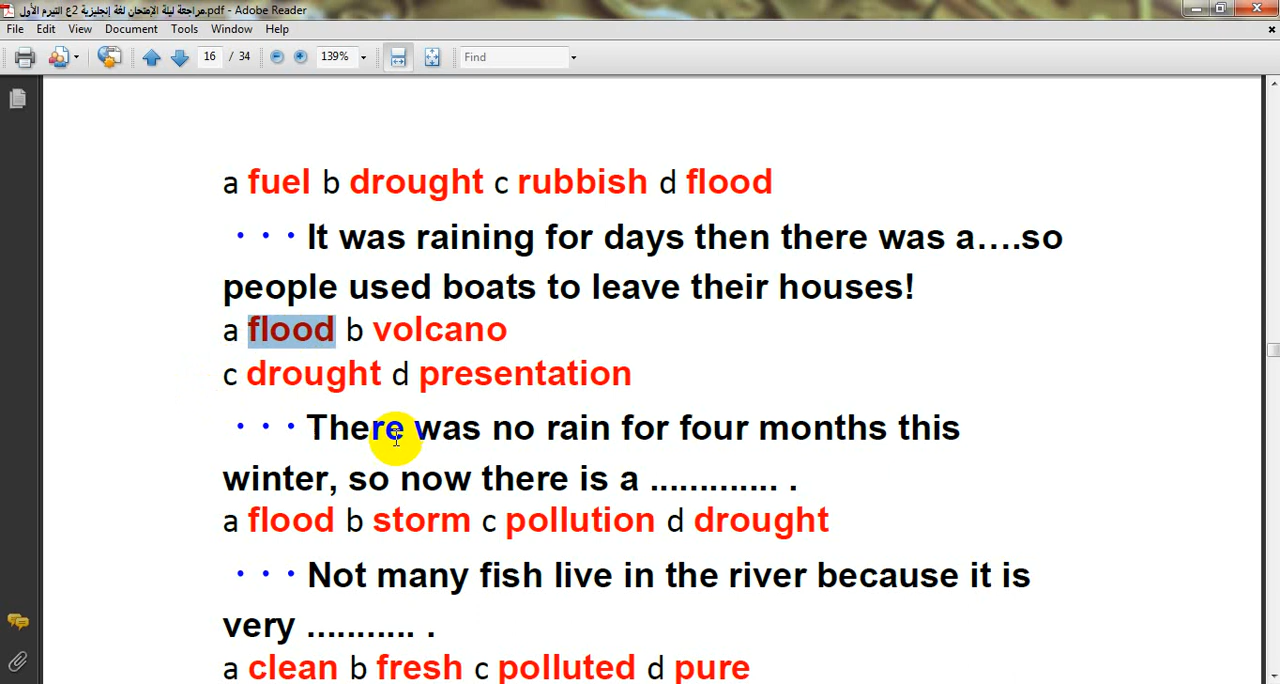 مراجعة ليلة الإمتحان لغة إنجليزية 2ع التيرم الأول.pdf - Adobe Reader
File Edit View Document Tools Window Help
16 / 34 139% Find
a fuel b drought c rubbish d flood
• • • It was raining for days then there was a….so
people used boats to leave their houses!
a flood b volcano
c drought d presentation
• • • There was no rain for four months this
winter, so now there is a ............. .
a flood b storm c pollution d drought
• • • Not many fish live in the river because it is
very ........... .
a clean b fresh c polluted d pure